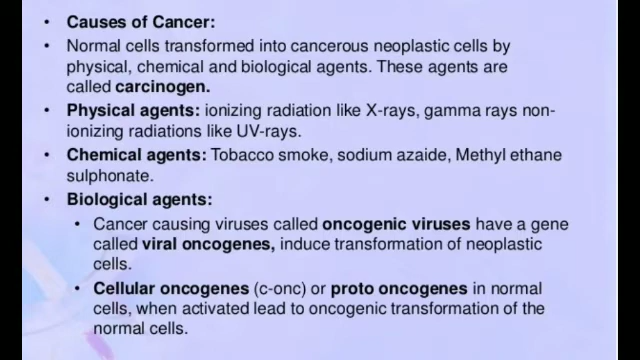 • Causes of Cancer:
• Normal cells transformed into cancerous neoplastic cells by
physical, chemical and biological agents. These agents are
called carcinogen.
• Physical agents: ionizing radiation like X-rays, gamma rays non-
ionizing radiations like UV-rays.
• Chemical agents: Tobacco smoke, sodium azaide, Methyl ethane
sulphonate.
• Biological agents:
• Cancer causing viruses called oncogenic viruses have a gene
called viral oncogenes, induce transformation of neoplastic
cells.
• Cellular oncogenes (c-onc) or proto oncogenes in normal
cells, when activated lead to oncogenic transformation of the
normal cells.